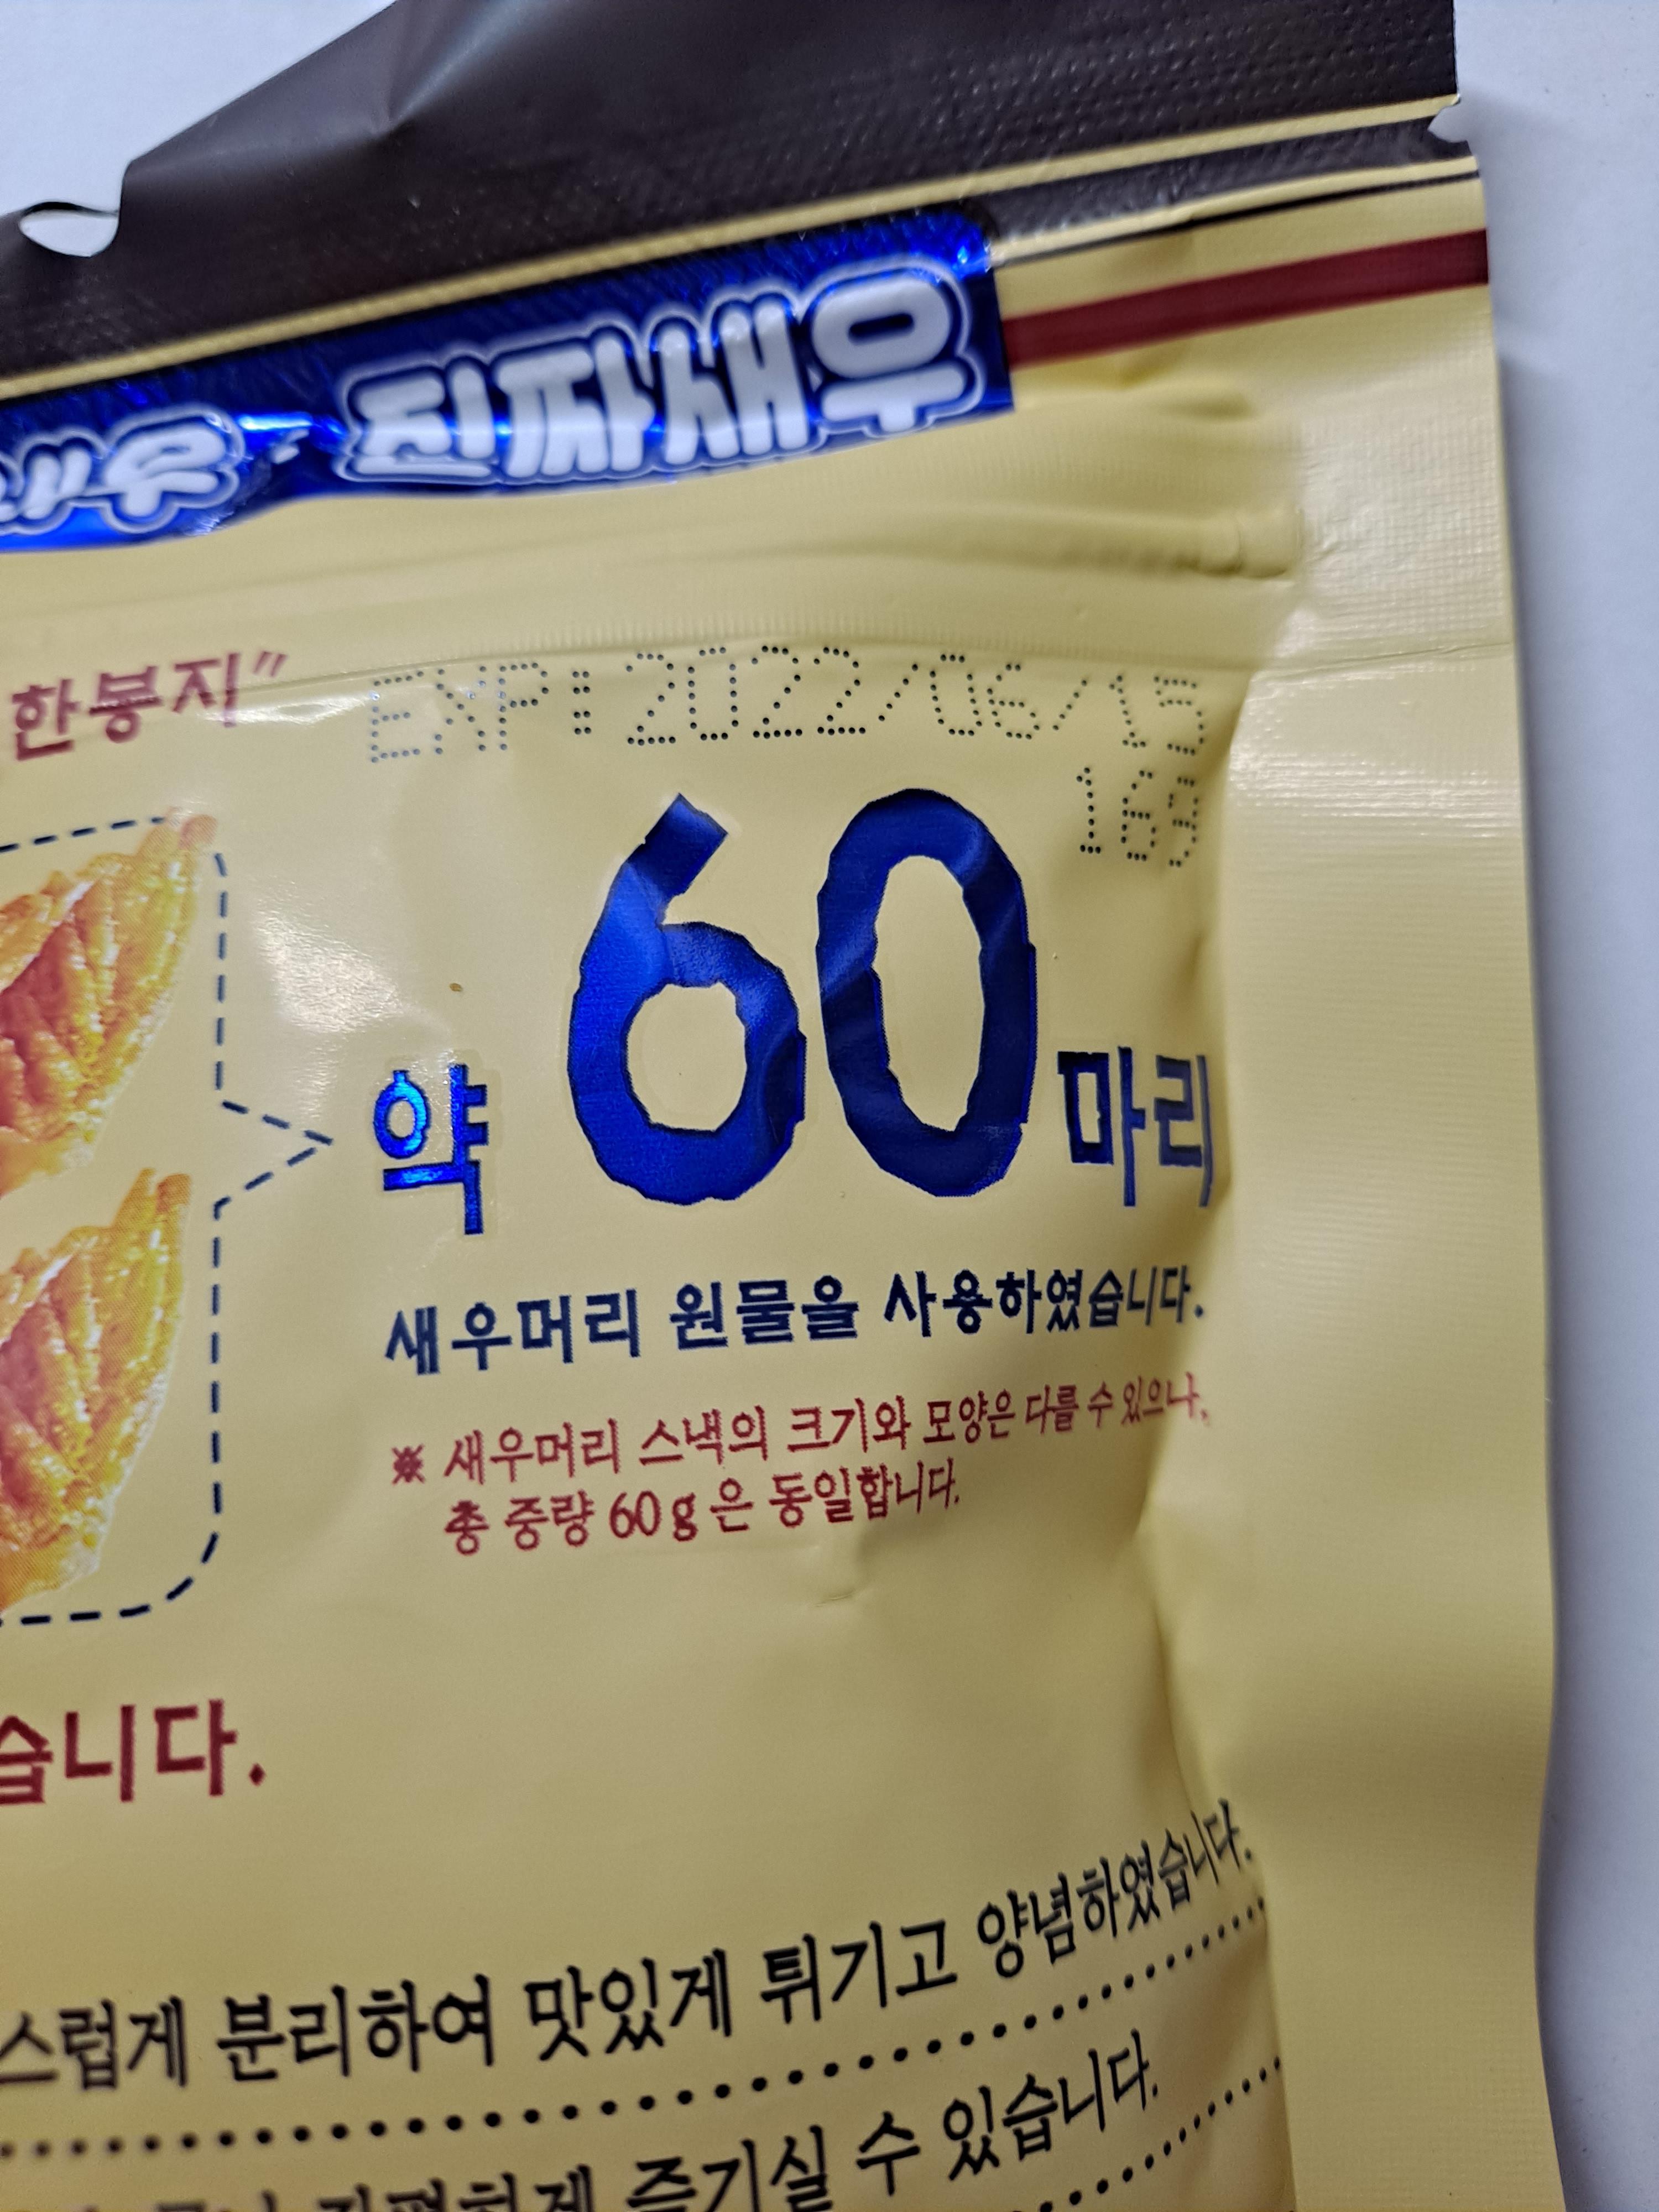 진짜새우
새우
한봉지"
EXP:2022/06/15
169
약 60 마리
새우머리 원물을 사용하였습니다.
※ 새우머리 스낵의 크기와 모양은 다를 수 있으나,
총 중량 60g은 동일합니다.
습니다.
스럽게 분리하여 맛있게 튀기고 양념하였습니다.
즐기실 수 있습니다.